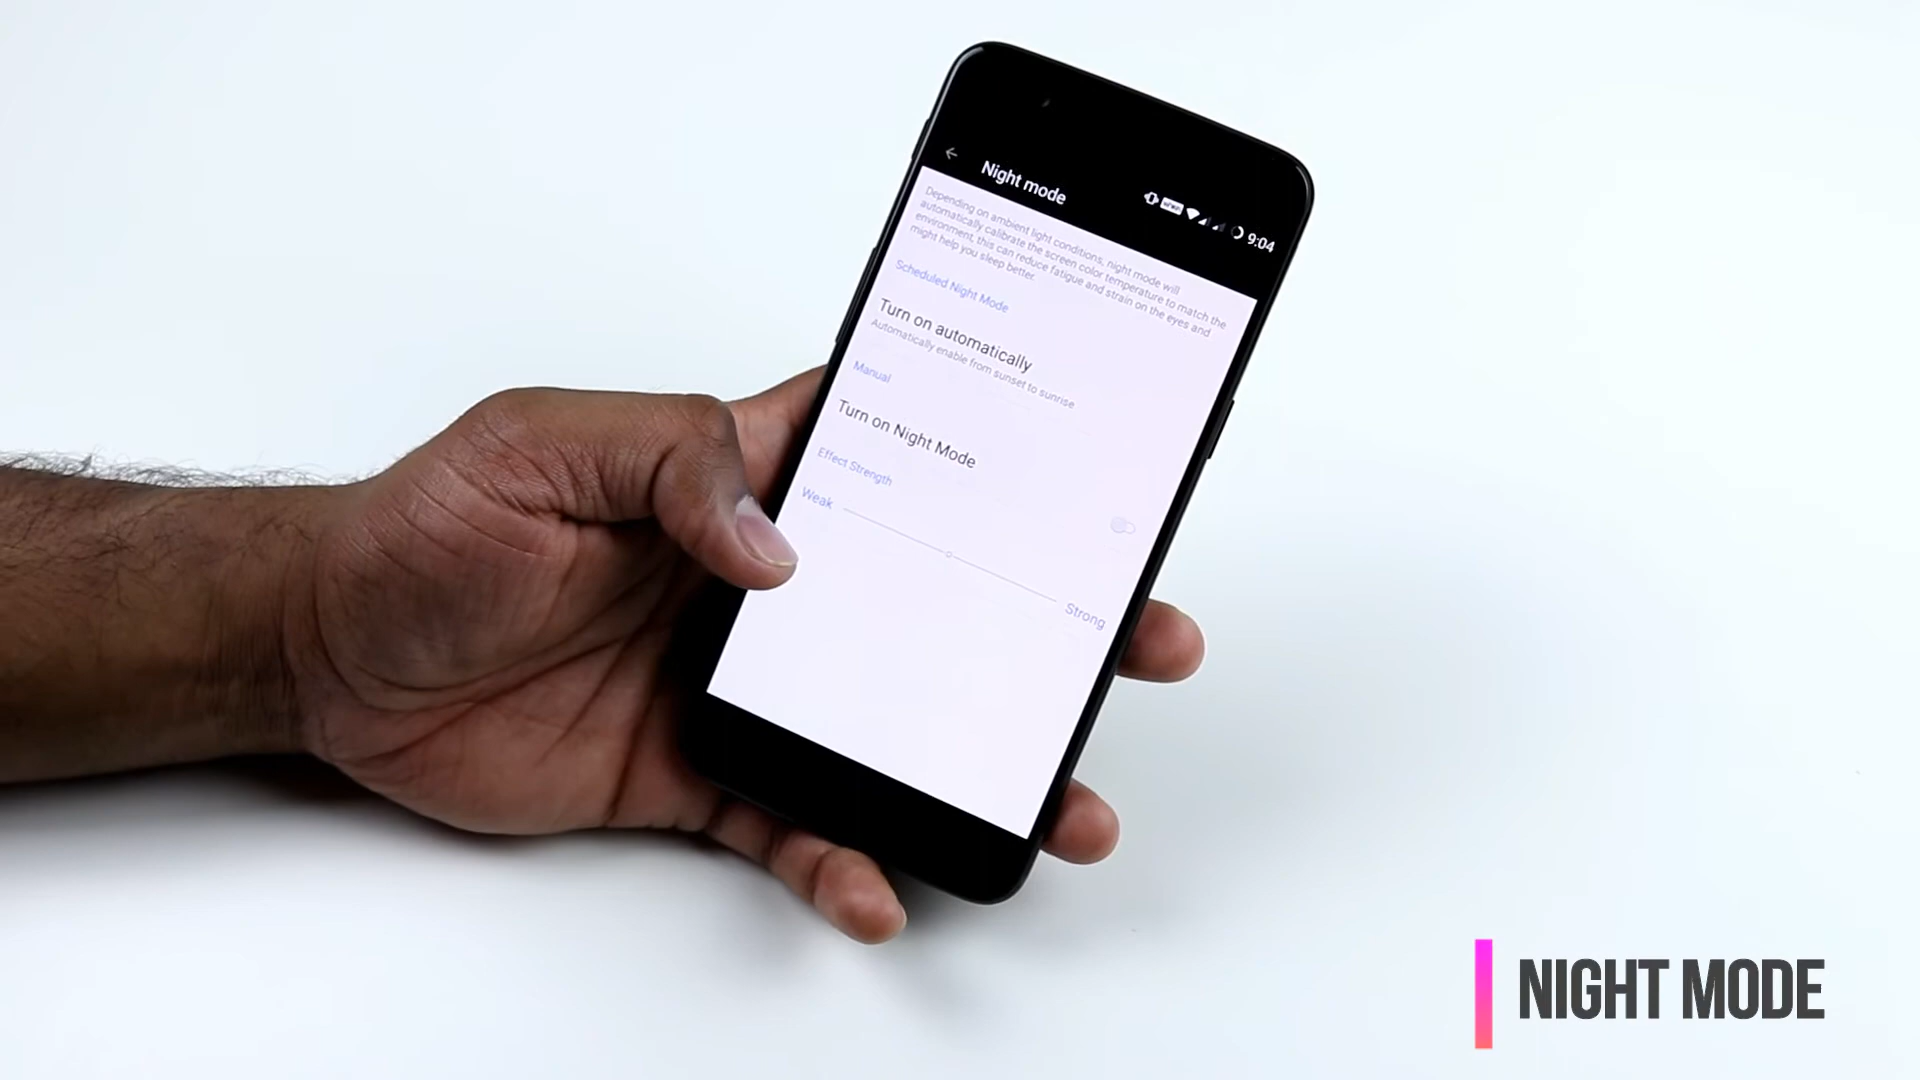 Night mode
9:04
Depending on ambient light conditions, night mode will
automatically calibrate the screen color temperature to match the
environment, this can reduce fatigue and strain on the eyes and
might help you sleep better.
Scheduled Night Mode
Turn on automatically
Automatically enable from sunset to sunrise
Manual
Turn on Night Mode
Effect Strength
Weak
Strong
NIGHT MODE